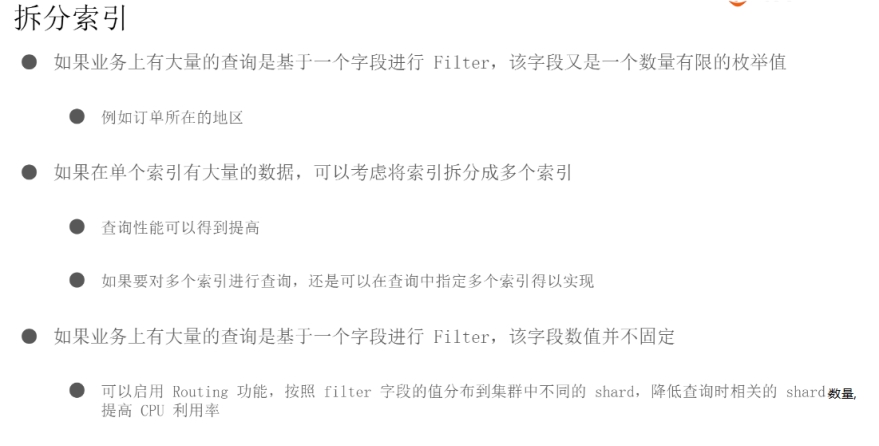 拆分索引
如果业务上有大量的查询是基于一个字段进行 Filter，该字段又是一个数量有限的枚举值
例如订单所在的地区
如果在单个索引有大量的数据，可以考虑将索引拆分成多个索引
查询性能可以得到提高
如果要对多个索引进行查询，还是可以在查询中指定多个索引得以实现
如果业务上有大量的查询是基于一个字段进行 Filter，该字段数值并不固定
可以启用 Routing 功能，按照 filter 字段的值分布到集群中不同的 shard，降低查询时相关的 shard数量,
提高 CPU 利用率